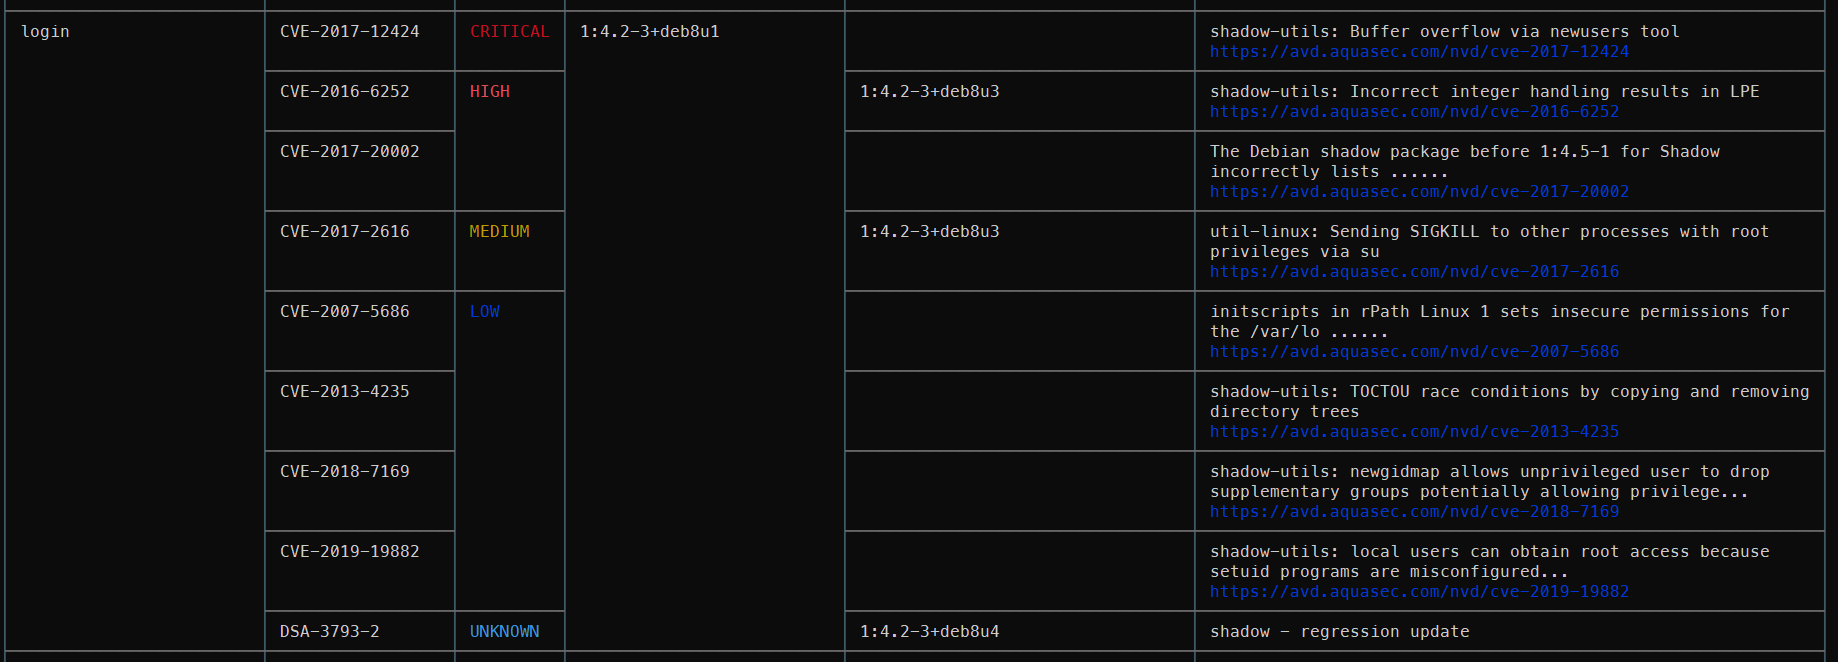 login CVE-2017-12424 CRITICAL 1:4.2-3+deb8u1 shadow-utils: Buffer overflow via newusers tool
https://avd.aquasec.com/nvd/cve-2017-12424
CVE-2016-6252 HIGH 1:4.2-3+deb8u3 shadow-utils: Incorrect integer handling results in LPE
https://avd.aquasec.com/nvd/cve-2016-6252
CVE-2017-20002 The Debian shadow package before 1:4.5-1 for Shadow
incorrectly lists ......
https://avd.aquasec.com/nvd/cve-2017-20002
CVE-2017-2616 MEDIUM 1:4.2-3+deb8u3 util-linux: Sending SIGKILL to other processes with root
privileges via su
https://avd.aquasec.com/nvd/cve-2017-2616
CVE-2007-5686 LOW initscripts in rPath Linux 1 sets insecure permissions for
the /var/lo ......
https://avd.aquasec.com/nvd/cve-2007-5686
CVE-2013-4235 shadow-utils: TOCTOU race conditions by copying and removing
directory trees
https://avd.aquasec.com/nvd/cve-2013-4235
CVE-2018-7169 shadow-utils: newgidmap allows unprivileged user to drop
supplementary groups potentially allowing privilege...
https://avd.aquasec.com/nvd/cve-2018-7169
CVE-2019-19882 shadow-utils: local users can obtain root access because
setuid programs are misconfigured...
https://avd.aquasec.com/nvd/cve-2019-19882
DSA-3793-2 UNKNOWN 1:4.2-3+deb8u4 shadow - regression update